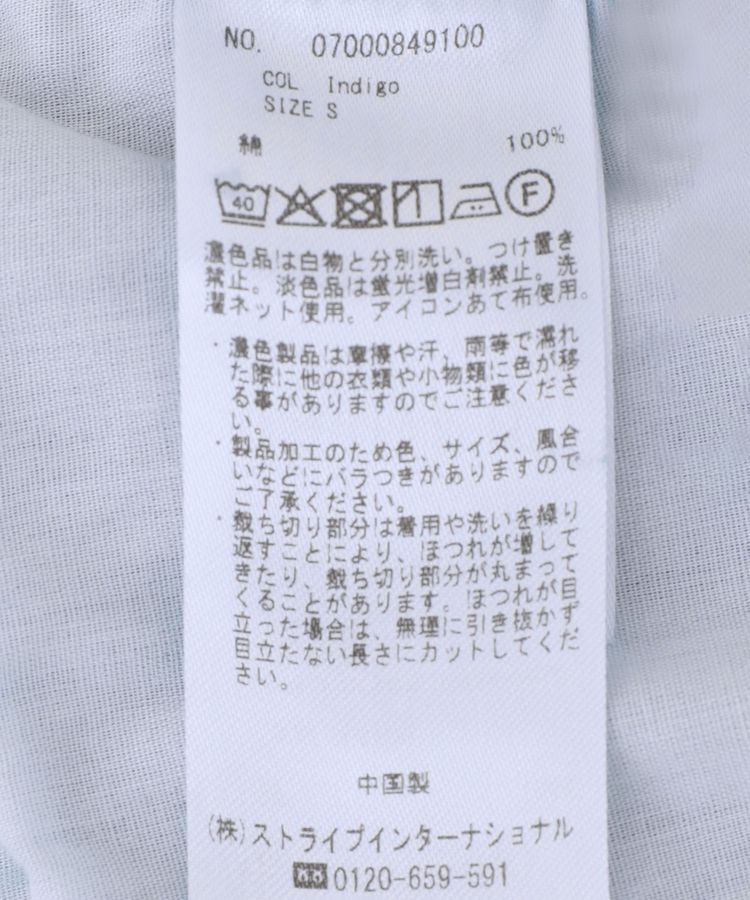 NO. 07000849100
COL Indigo
SIZE S
綿 100%
40 F
濃色品は白物と分別洗い。つけ置き
禁止。淡色品は蛍光増白剤禁止。洗
濯ネット使用。アイロンあて布使用。
・濃色製品は摩擦や汗、雨等で濡れ
た際に他の衣類や小物類に色が移
る事がありますのでご注意くださ
い。
・製品加工のため色、サイズ、風合
いなどにバラつきがありますので
ご了承ください。
・裁ち切り部分は着用や洗いを繰り
返すことにより、ほつれが増して
きたり、裁ち切り部分が丸まって
くることがあります。ほつれが目
立った場合は、無理に引き抜かず
目立たない長さにカットしてくだ
さい。
中国製
(株)ストライプインターナショナル
0120-659-591